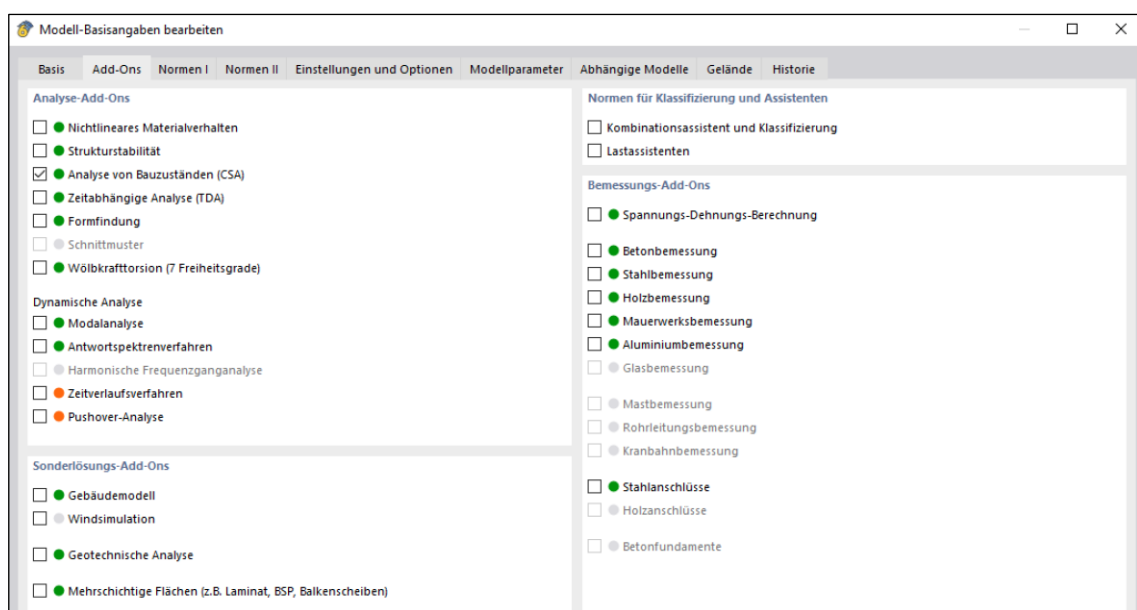 Modell-Basisangaben bearbeiten
Basis Add-Ons Normen I Normen II Einstellungen und Optionen Modellparameter Abhängige Modelle Gelände Historie
Analyse-Add-Ons
Nichtlineares Materialverhalten
Strukturstabilität
Analyse von Bauzuständen (CSA)
Zeitabhängige Analyse (TDA)
Formfindung
Schnittmuster
Wölbkrafttorsion (7 Freiheitsgrade)
Dynamische Analyse
Modalanalyse
Antwortspektrenverfahren
Harmonische Frequenzganganalyse
Zeitverlaufsverfahren
Pushover-Analyse
Sonderlösungs-Add-Ons
Gebäudemodell
Windsimulation
Geotechnische Analyse
Mehrschichtige Flächen (z.B. Laminat, BSP, Balkenscheiben)
Normen für Klassifizierung und Assistenten
Kombinationsassistent und Klassifizierung
Lastassistenten
Bemessungs-Add-Ons
Spannungs-Dehnungs-Berechnung
Betonbemessung
Stahlbemessung
Holzbemessung
Mauerwerksbemessung
Aluminiumbemessung
Glasbemessung
Mastbemessung
Rohrleitungsbemessung
Kranbahnbemessung
Stahlanschlüsse
Holzanschlüsse
Betonfundamente